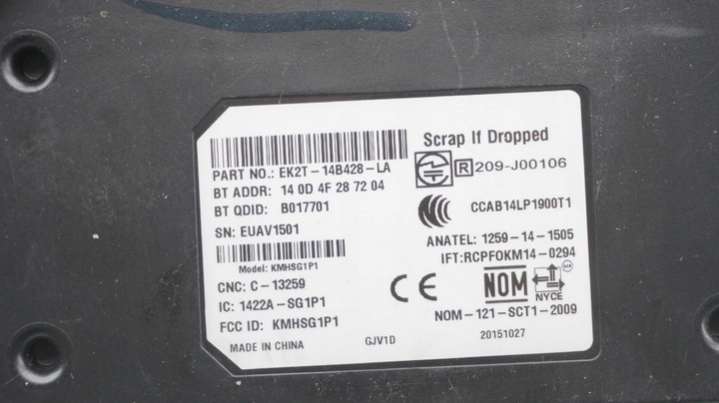 Scrap If Dropped
PART NO.: EK2T-14B428-LA
R 209-J00106
BT ADDR: 14 0D 4F 28 72 04
BT QDID: B017701
CCAB14LP1900T1
SN: EUAV1501
ANATEL: 1259-14-1505
IFT:RCPFOKM14-0294
Model: KMHSG1P1
CNC: C-13259
CE
NOM
NYCE
IC: 1422A-SG1P1
NOM-121-SCT1-2009
FCC ID: KMHSG1P1
20151027
MADE IN CHINA
GJV1D